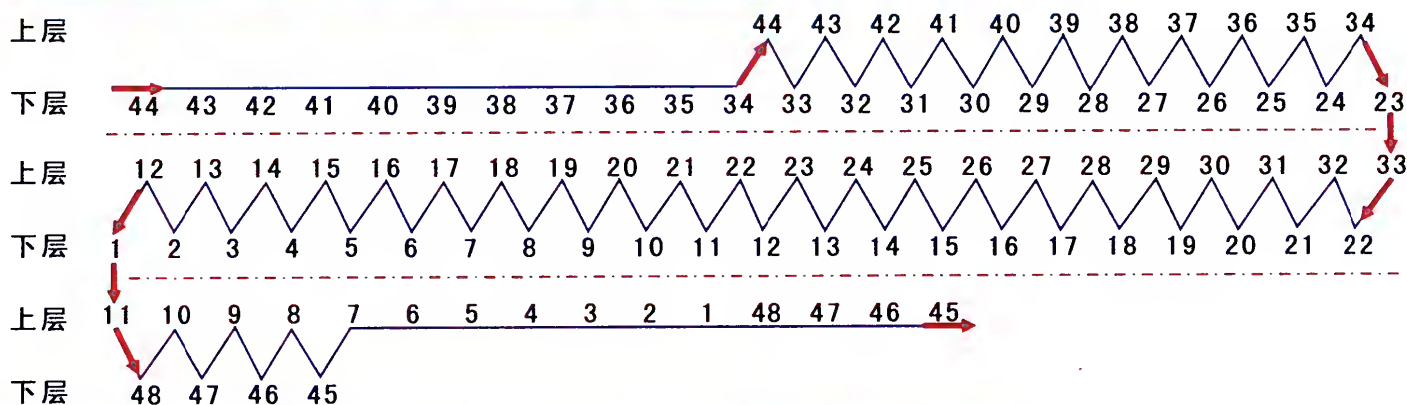 上层 44 43 42 41 40 39 38 37 36 35 34
下层 44 43 42 41 40 39 38 37 36 35 34 33 32 31 30 29 28 27 26 25 24 23
上层 12 13 14 15 16 17 18 19 20 21 22 23 24 25 26 27 28 29 30 31 32 33
下层 1 2 3 4 5 6 7 8 9 10 11 12 13 14 15 16 17 18 19 20 21 22
上层 11 10 9 8 7 6 5 4 3 2 1 48 47 46 45
下层 48 47 46 45